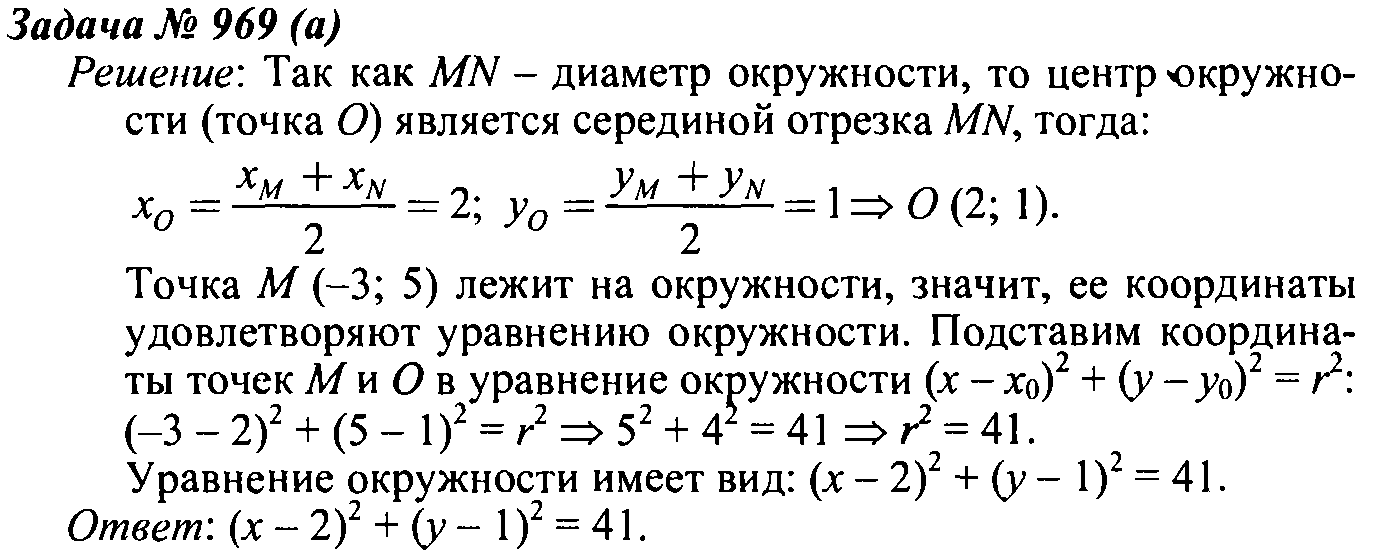 Задача № 969 (а)
Решение: Так как MN – диаметр окружности, то центр окружно-
сти (точка O) является серединой отрезка MN, тогда:
x_O = (x_M + x_N)/2 = 2; y_O = (y_M + y_N)/2 = 1 ⇒ O (2; 1).
Точка M (–3; 5) лежит на окружности, значит, ее координаты
удовлетворяют уравнению окружности. Подставим координа-
ты точек M и O в уравнение окружности (x – x₀)² + (y – y₀)² = r²:
(–3 – 2)² + (5 – 1)² = r² ⇒ 5² + 4² = 41 ⇒ r² = 41.
Уравнение окружности имеет вид: (x – 2)² + (y – 1)² = 41.
Ответ: (x – 2)² + (y – 1)² = 41.